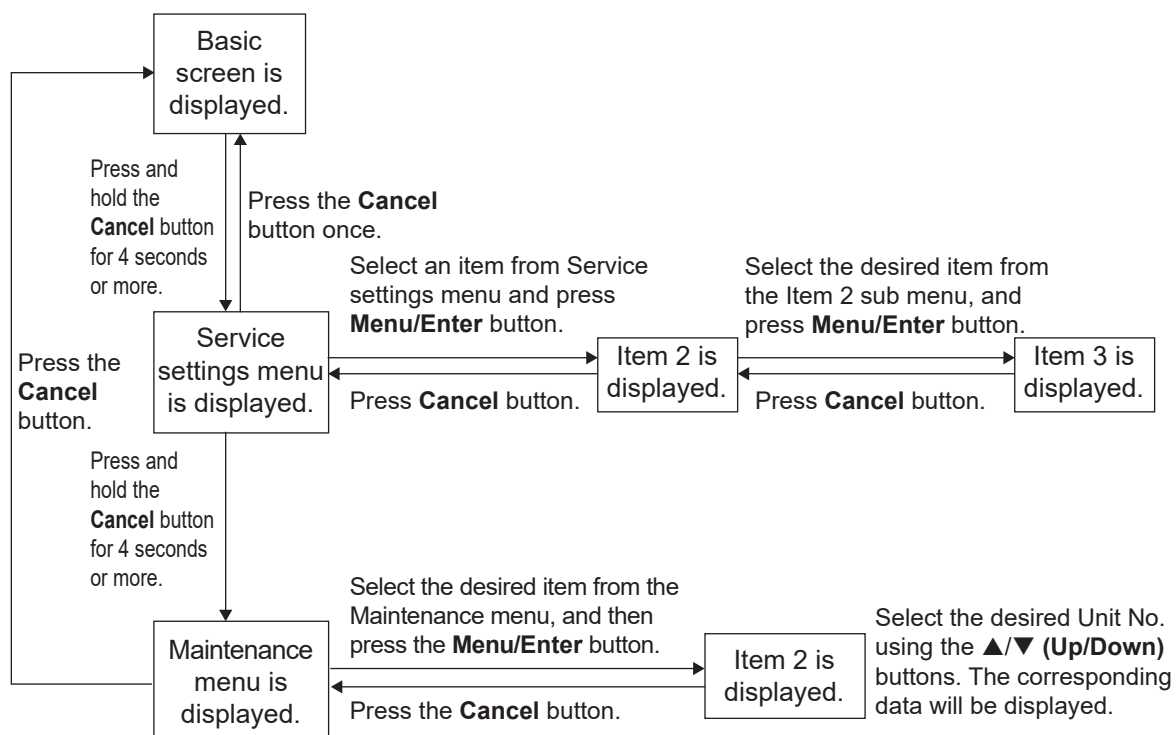 Basic
screen is
displayed.
Press and
hold the
Cancel button
for 4 seconds
or more.
Press the Cancel
button once.
Select an item from Service
settings menu and press
Menu/Enter button.
Select the desired item from
the Item 2 sub menu, and
press Menu/Enter button.
Press the
Cancel
button.
Service
settings menu
is displayed.
Item 2 is
displayed.
Item 3 is
displayed.
Press Cancel button.
Press Cancel button.
Press and
hold the
Cancel button
for 4 seconds
or more.
Select the desired item from the
Maintenance menu, and then
press the Menu/Enter button.
Maintenance
menu is
displayed.
Item 2 is
displayed.
Press the Cancel button.
Select the desired Unit No.
using the ▲/▼ (Up/Down)
buttons. The corresponding
data will be displayed.